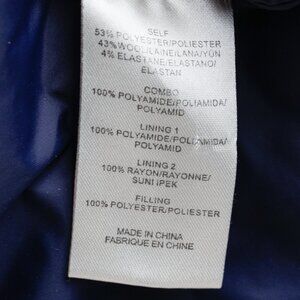 SELF
53% POLYESTER/POLIESTER
43% WOOL/LAINE/LANA/YÜN
4% ELASTANE/ELASTANO/
ELASTAN
COMBO
100% POLYAMIDE/POLIAMIDA/
POLYAMID
LINING 1
100% POLYAMIDE/POLIAMIDA/
POLYAMID
LINING 2
100% RAYON/RAYONNE/
SUNI IPEK
FILLING
100% POLYESTER/POLIESTER
MADE IN CHINA
FABRIQUE EN CHINE